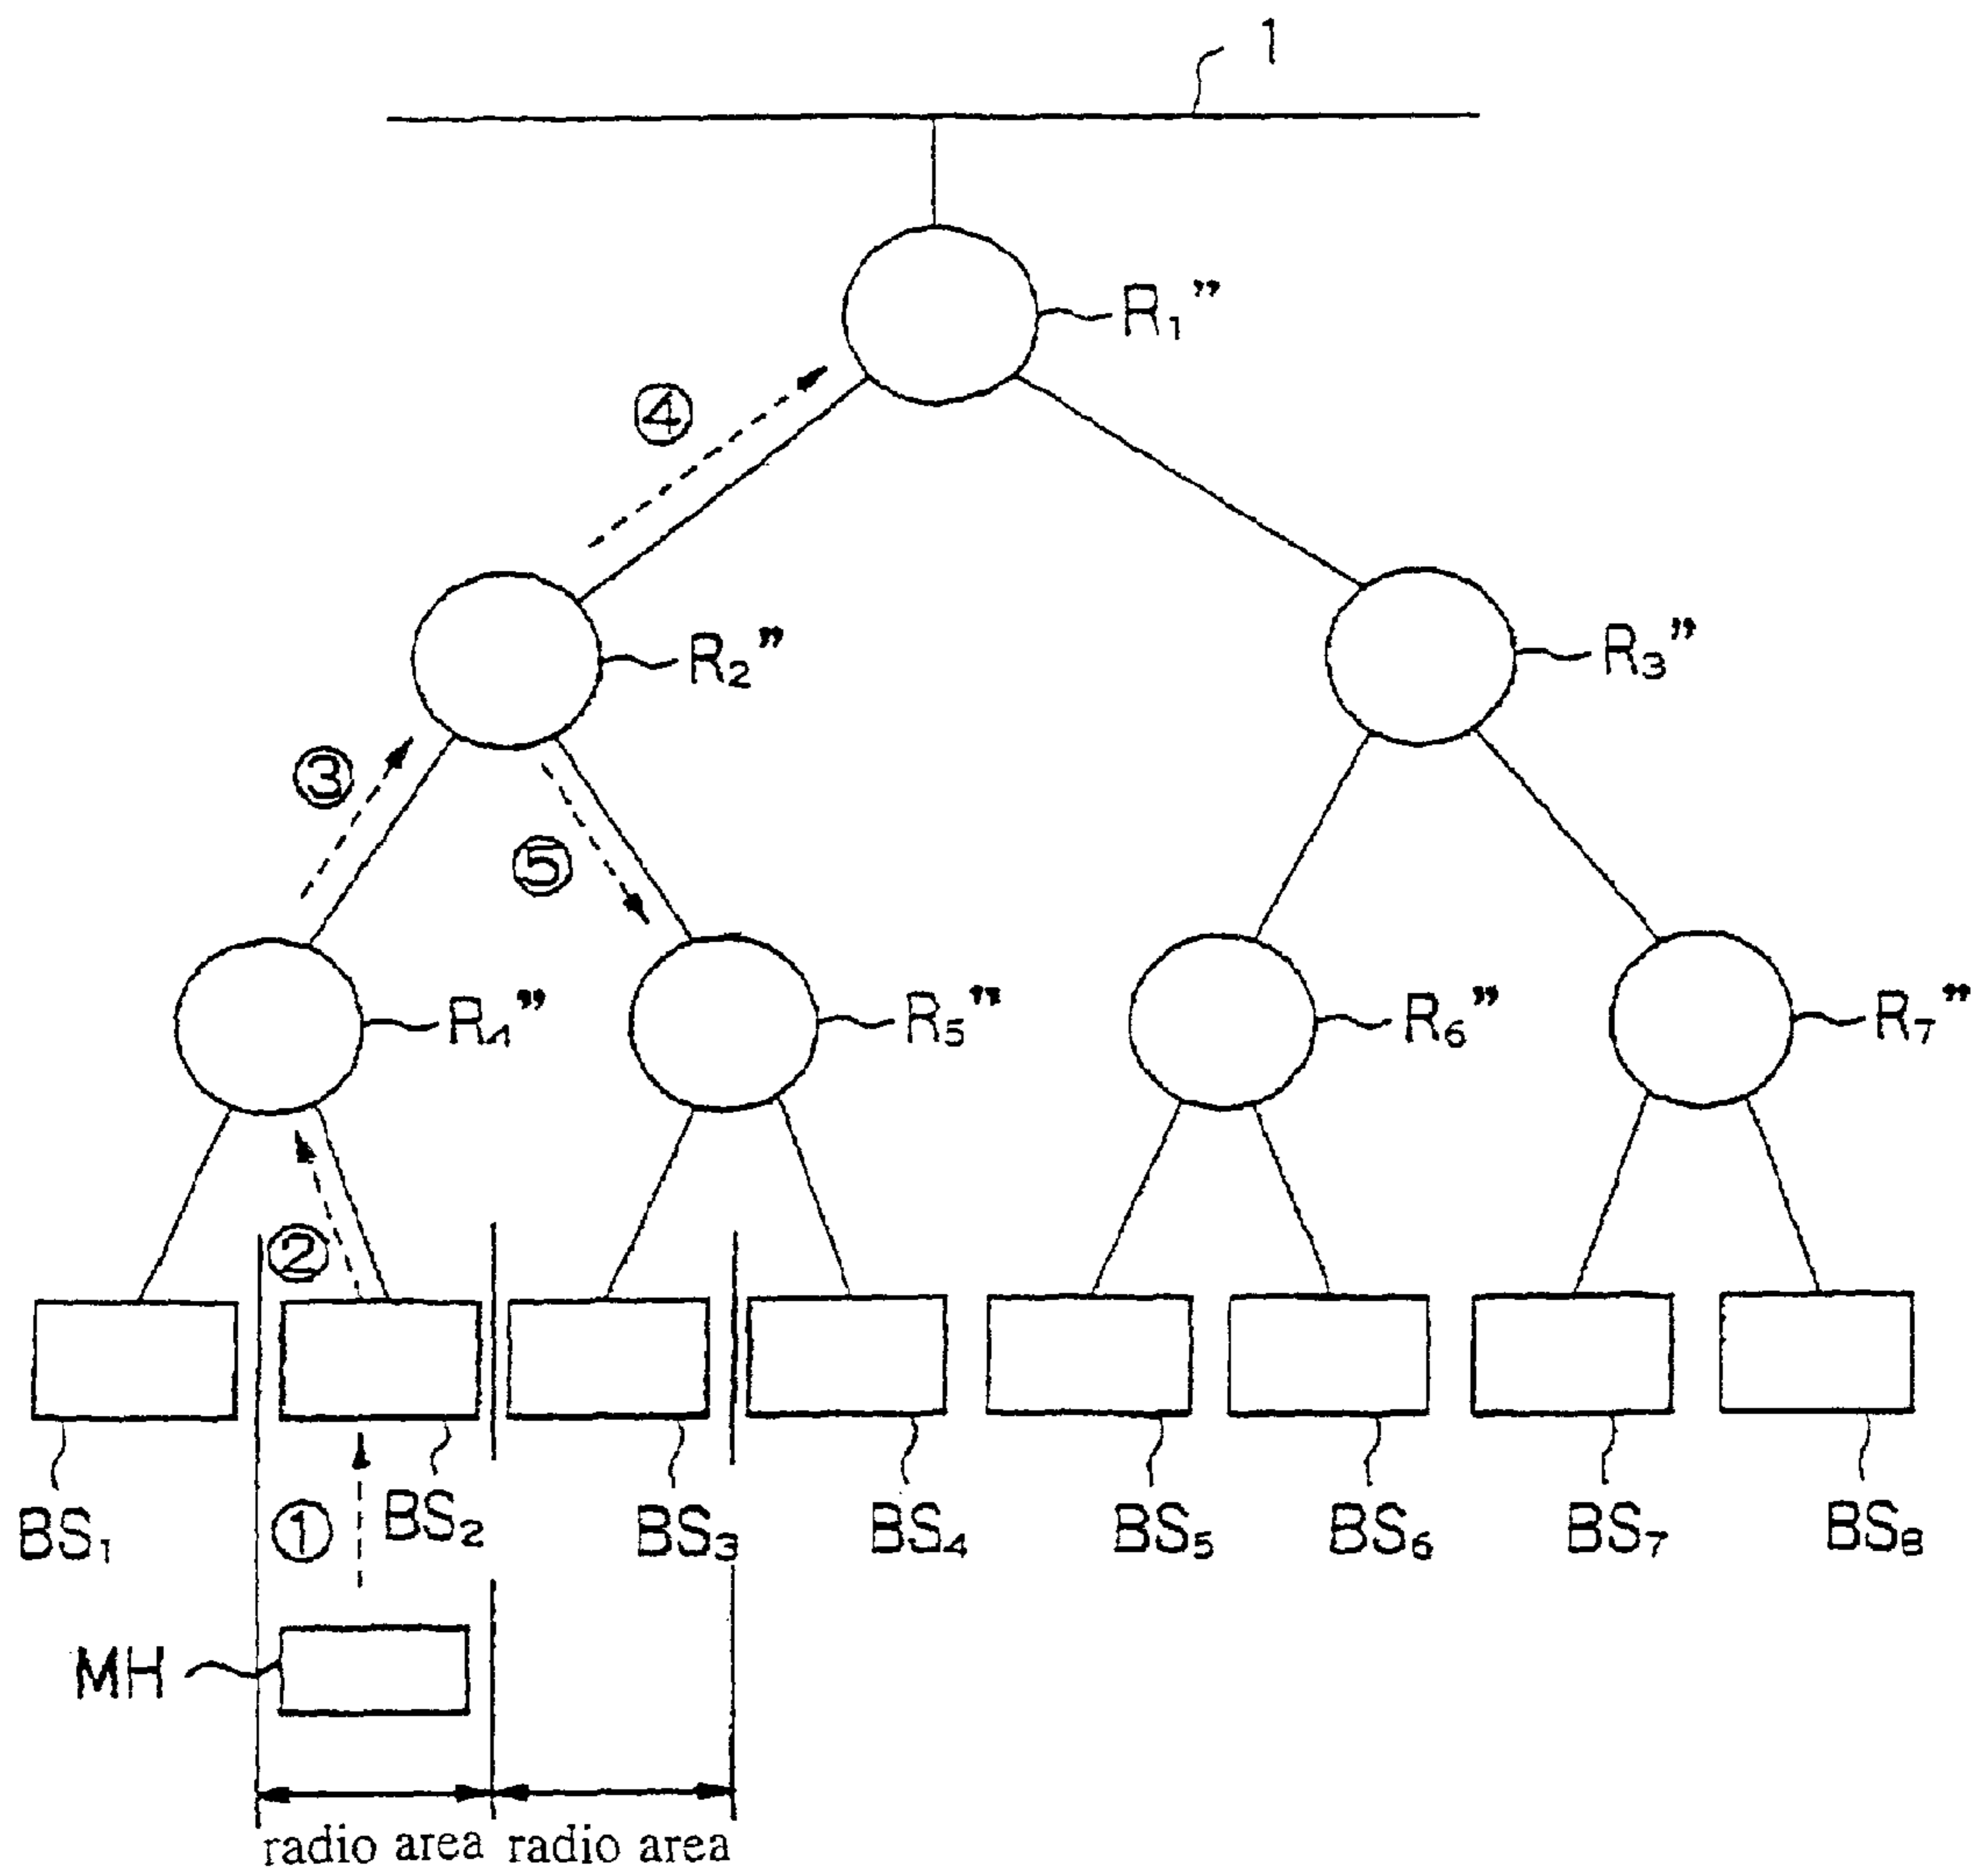 1
R₁”
④
R₂” R₃”
③
⑤
R₄” R₅” R₆” R₇”
②
BS₁ ① BS₂ BS₃ BS₄ BS₅ BS₆ BS₇ BS₈
MH
radio area radio area